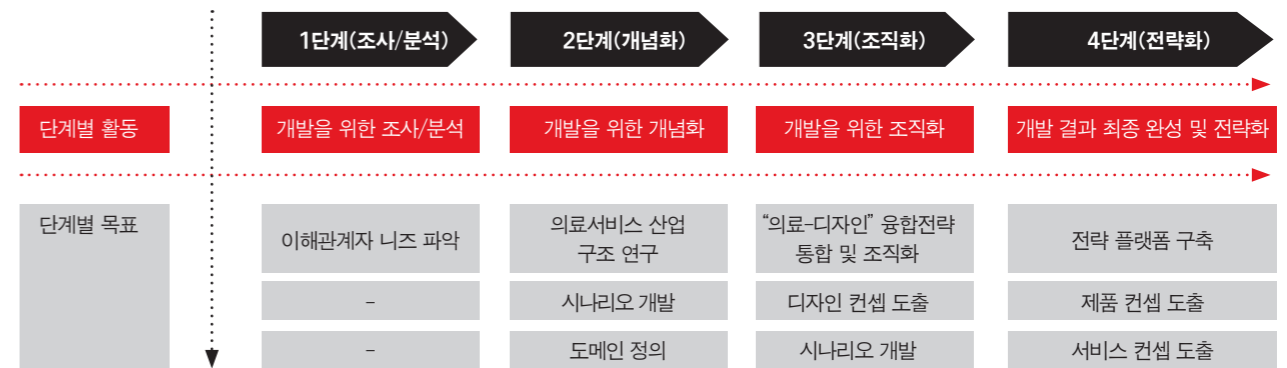 1단계(조사/분석) 2단계(개념화) 3단계(조직화) 4단계(전략화)
단계별 활동 개발을 위한 조사/분석 개발을 위한 개념화 개발을 위한 조직화 개발 결과 최종 완성 및 전략화
단계별 목표
이해관계자 니즈 파악
의료서비스 산업
구조 연구
“의료-디자인” 융합전략
통합 및 조직화
전략 플랫폼 구축
- 시나리오 개발 디자인 컨셉 도출 제품 컨셉 도출
- 도메인 정의 시나리오 개발 서비스 컨셉 도출